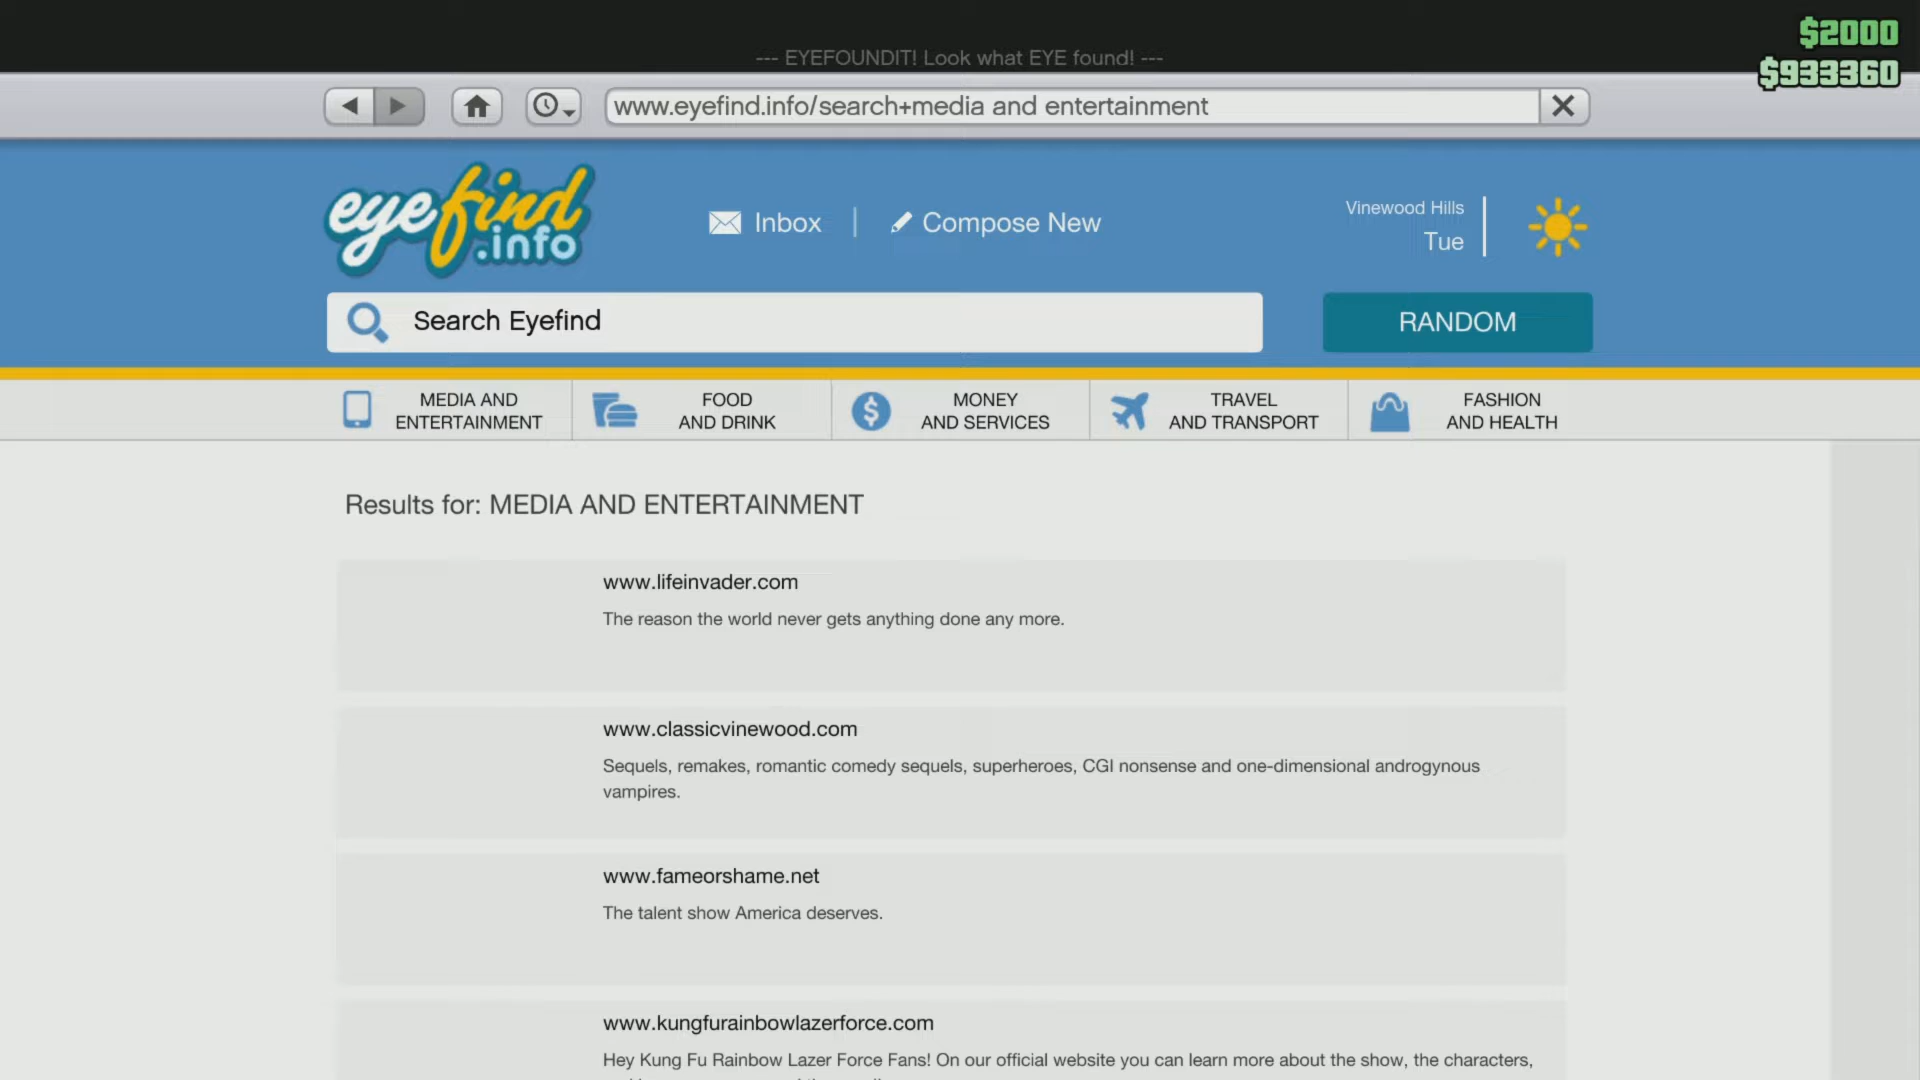 $2000
--- EYEFOUNDIT! Look what EYE found! ---
$933360
www.eyefind.info/search+media and entertainment
eyefind
.info
Inbox
Compose New
Vinewood Hills
Tue
Search Eyefind
RANDOM
MEDIA AND
ENTERTAINMENT
FOOD
AND DRINK
MONEY
AND SERVICES
TRAVEL
AND TRANSPORT
FASHION
AND HEALTH
Results for: MEDIA AND ENTERTAINMENT
www.lifeinvader.com
The reason the world never gets anything done any more.
www.classicvinewood.com
Sequels, remakes, romantic comedy sequels, superheroes, CGI nonsense and one-dimensional androgynous
vampires.
www.fameorshame.net
The talent show America deserves.
www.kungfurainbowlazerforce.com
Hey Kung Fu Rainbow Lazer Force Fans! On our official website you can learn more about the show, the characters,